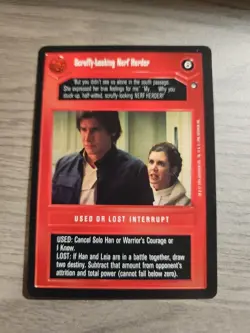 Scruffy-Looking Nerf Herder
'But you didn't see us alone in the south passage.
She expressed her true feelings for me.' 'My . . . Why you
stuck-up, half-witted, scruffy-looking NERF HERDER!'
USED OR LOST INTERRUPT
USED: Cancel Solo Han or Warrior's Courage or
I Know.
LOST: If Han and Leia are in a battle together, draw
two destiny. Subtract that amount from opponent's
attrition and total power (cannot fall below zero).